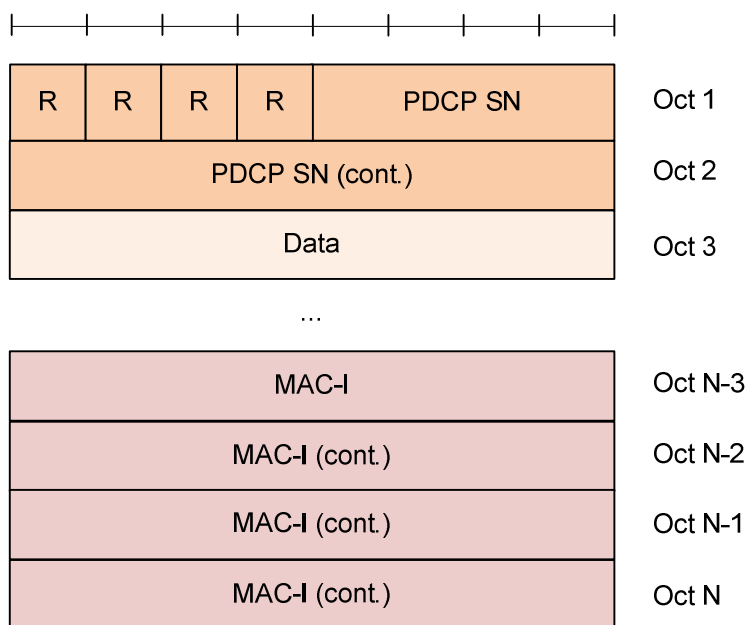 R R R R PDCP SN Oct 1
PDCP SN (cont.) Oct 2
Data Oct 3
...
MAC-I Oct N-3
MAC-I (cont.) Oct N-2
MAC-I (cont.) Oct N-1
MAC-I (cont.) Oct N